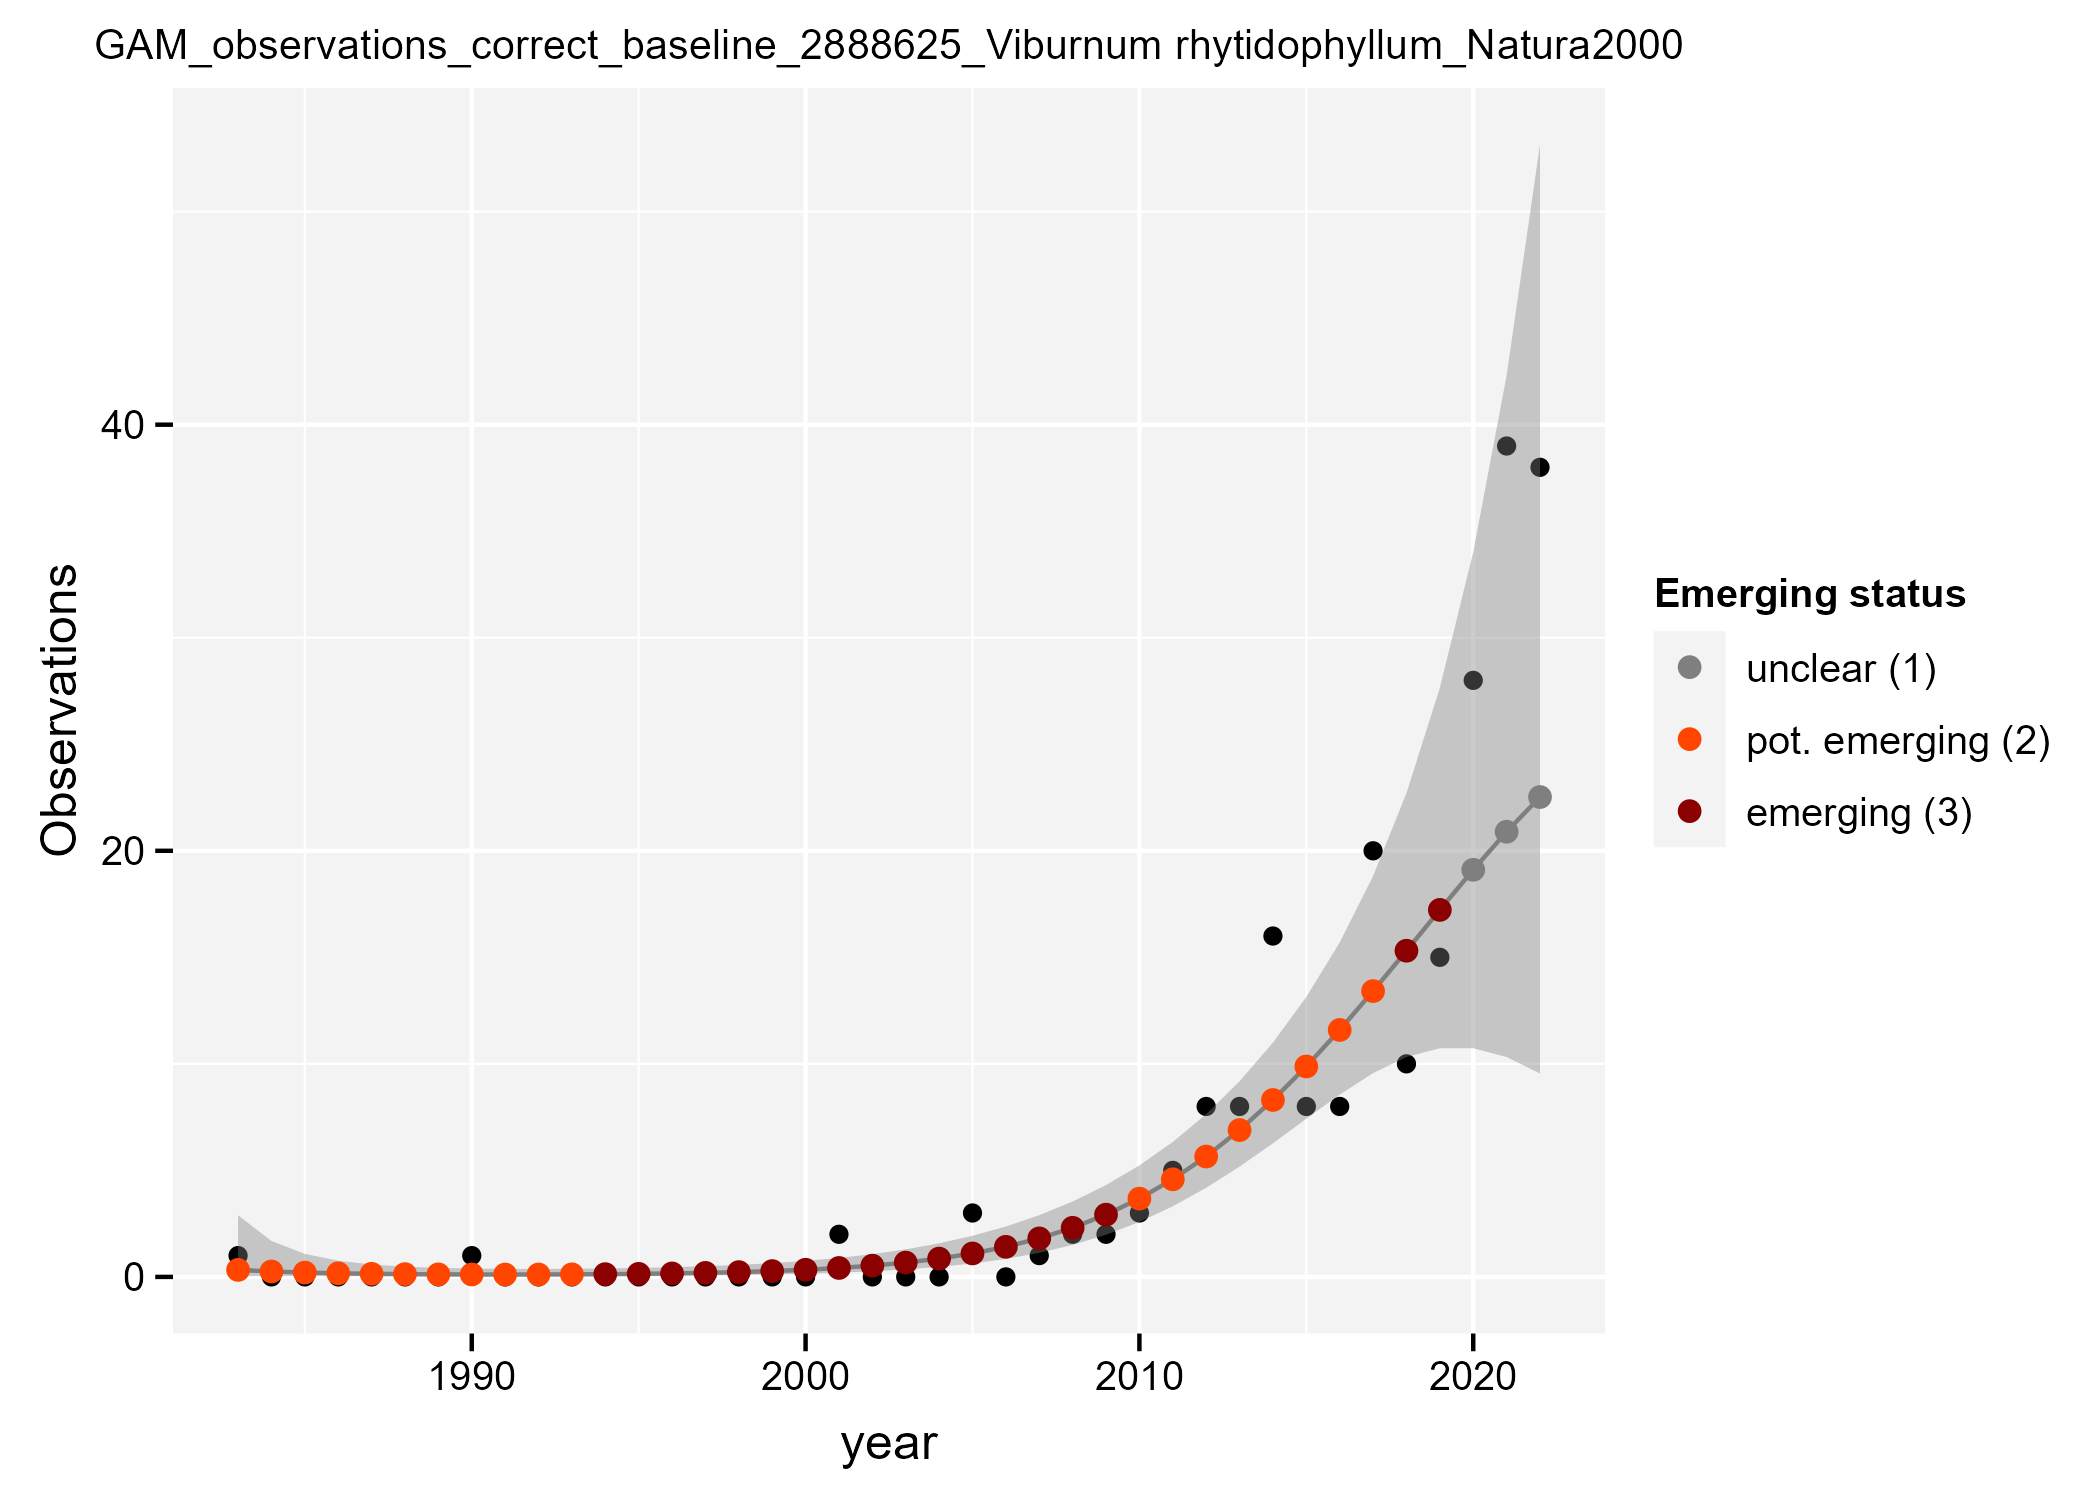 GAM_observations_correct_baseline_2888625_Viburnum rhytidophyllum_Natura2000
Observations
40
20
0
1990
2000
2010
2020
year
Emerging status
unclear (1)
pot. emerging (2)
emerging (3)